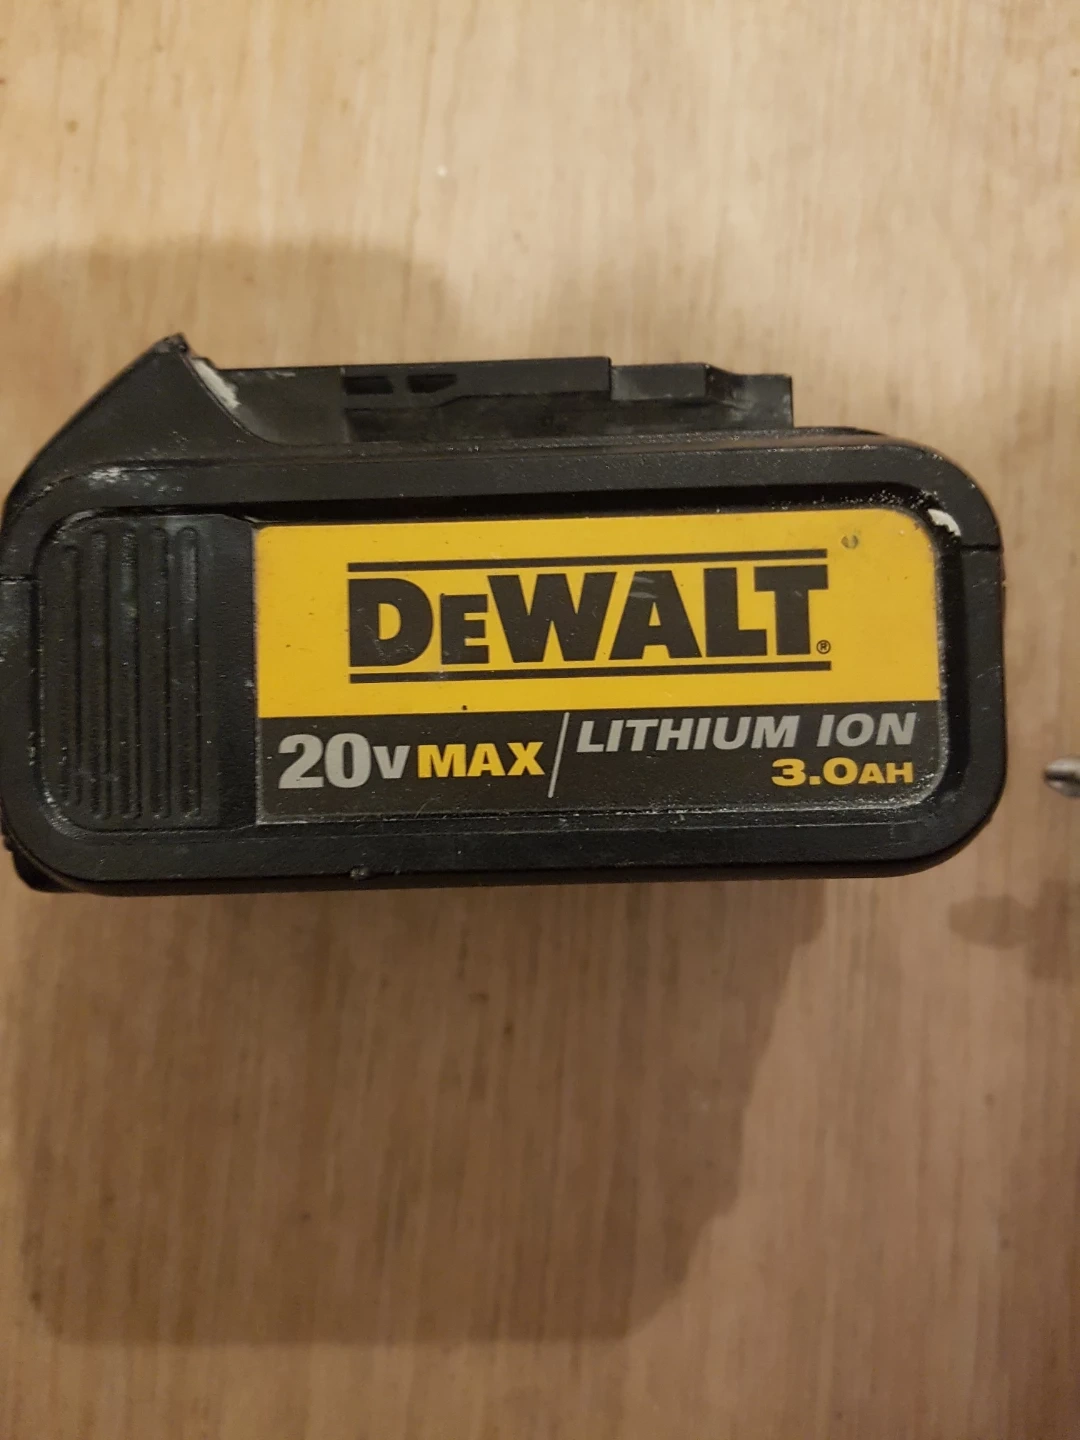 DEWALT®
20V MAX / LITHIUM ION
3.0AH